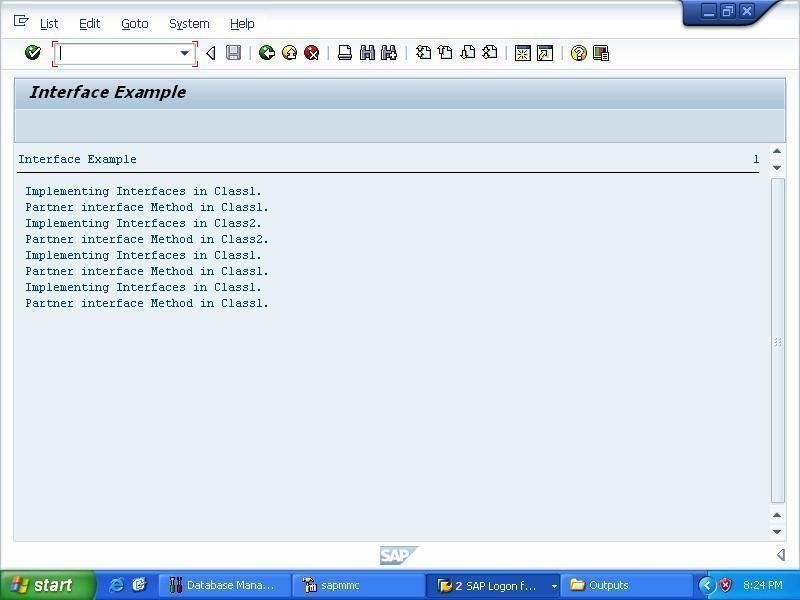 List Edit Goto System Help
Interface Example
Interface Example 1
Implementing Interfaces in Class1.
Partner interface Method in Class1.
Implementing Interfaces in Class2.
Partner interface Method in Class2.
Implementing Interfaces in Class1.
Partner interface Method in Class1.
Implementing Interfaces in Class1.
Partner interface Method in Class1.
SAP
start Database Mana... sapmmc 2 SAP Logon f... Outputs 8:24 PM